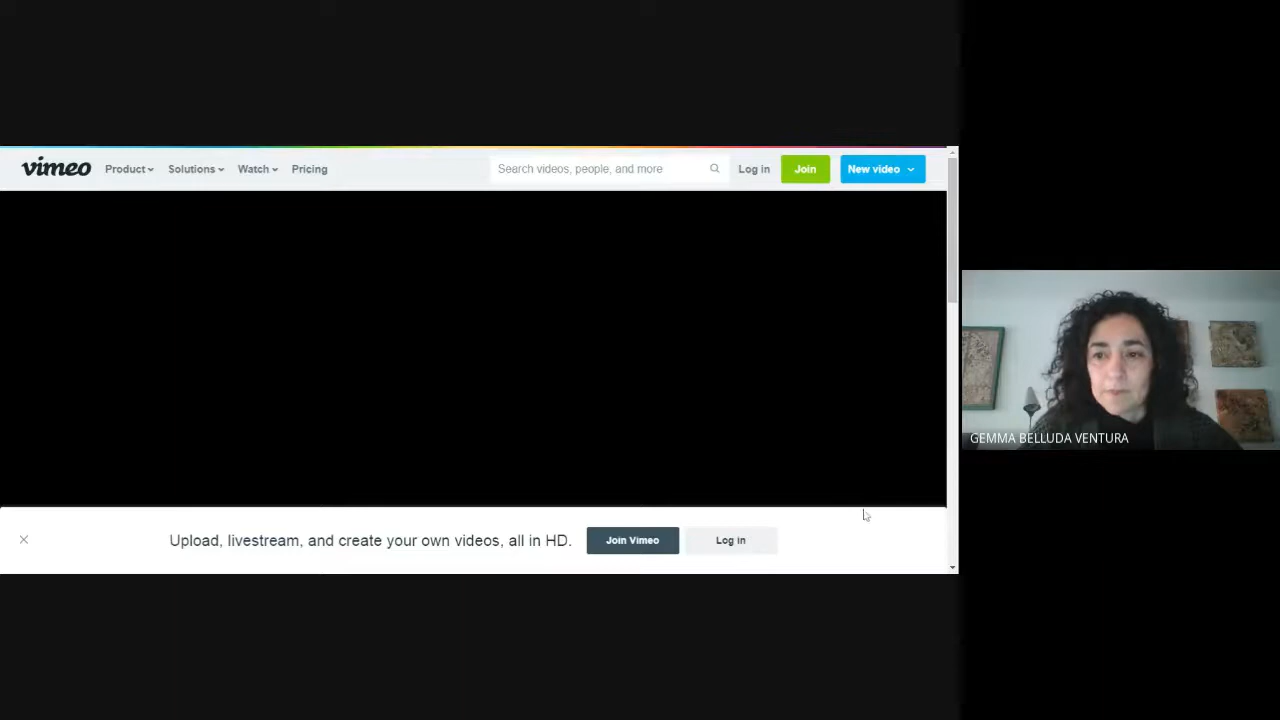 vimeo Product Solutions Watch Pricing Search videos, people, and more Log in Join New video
Upload, livestream, and create your own videos, all in HD. Join Vimeo Log in
GEMMA BELLUDA VENTURA